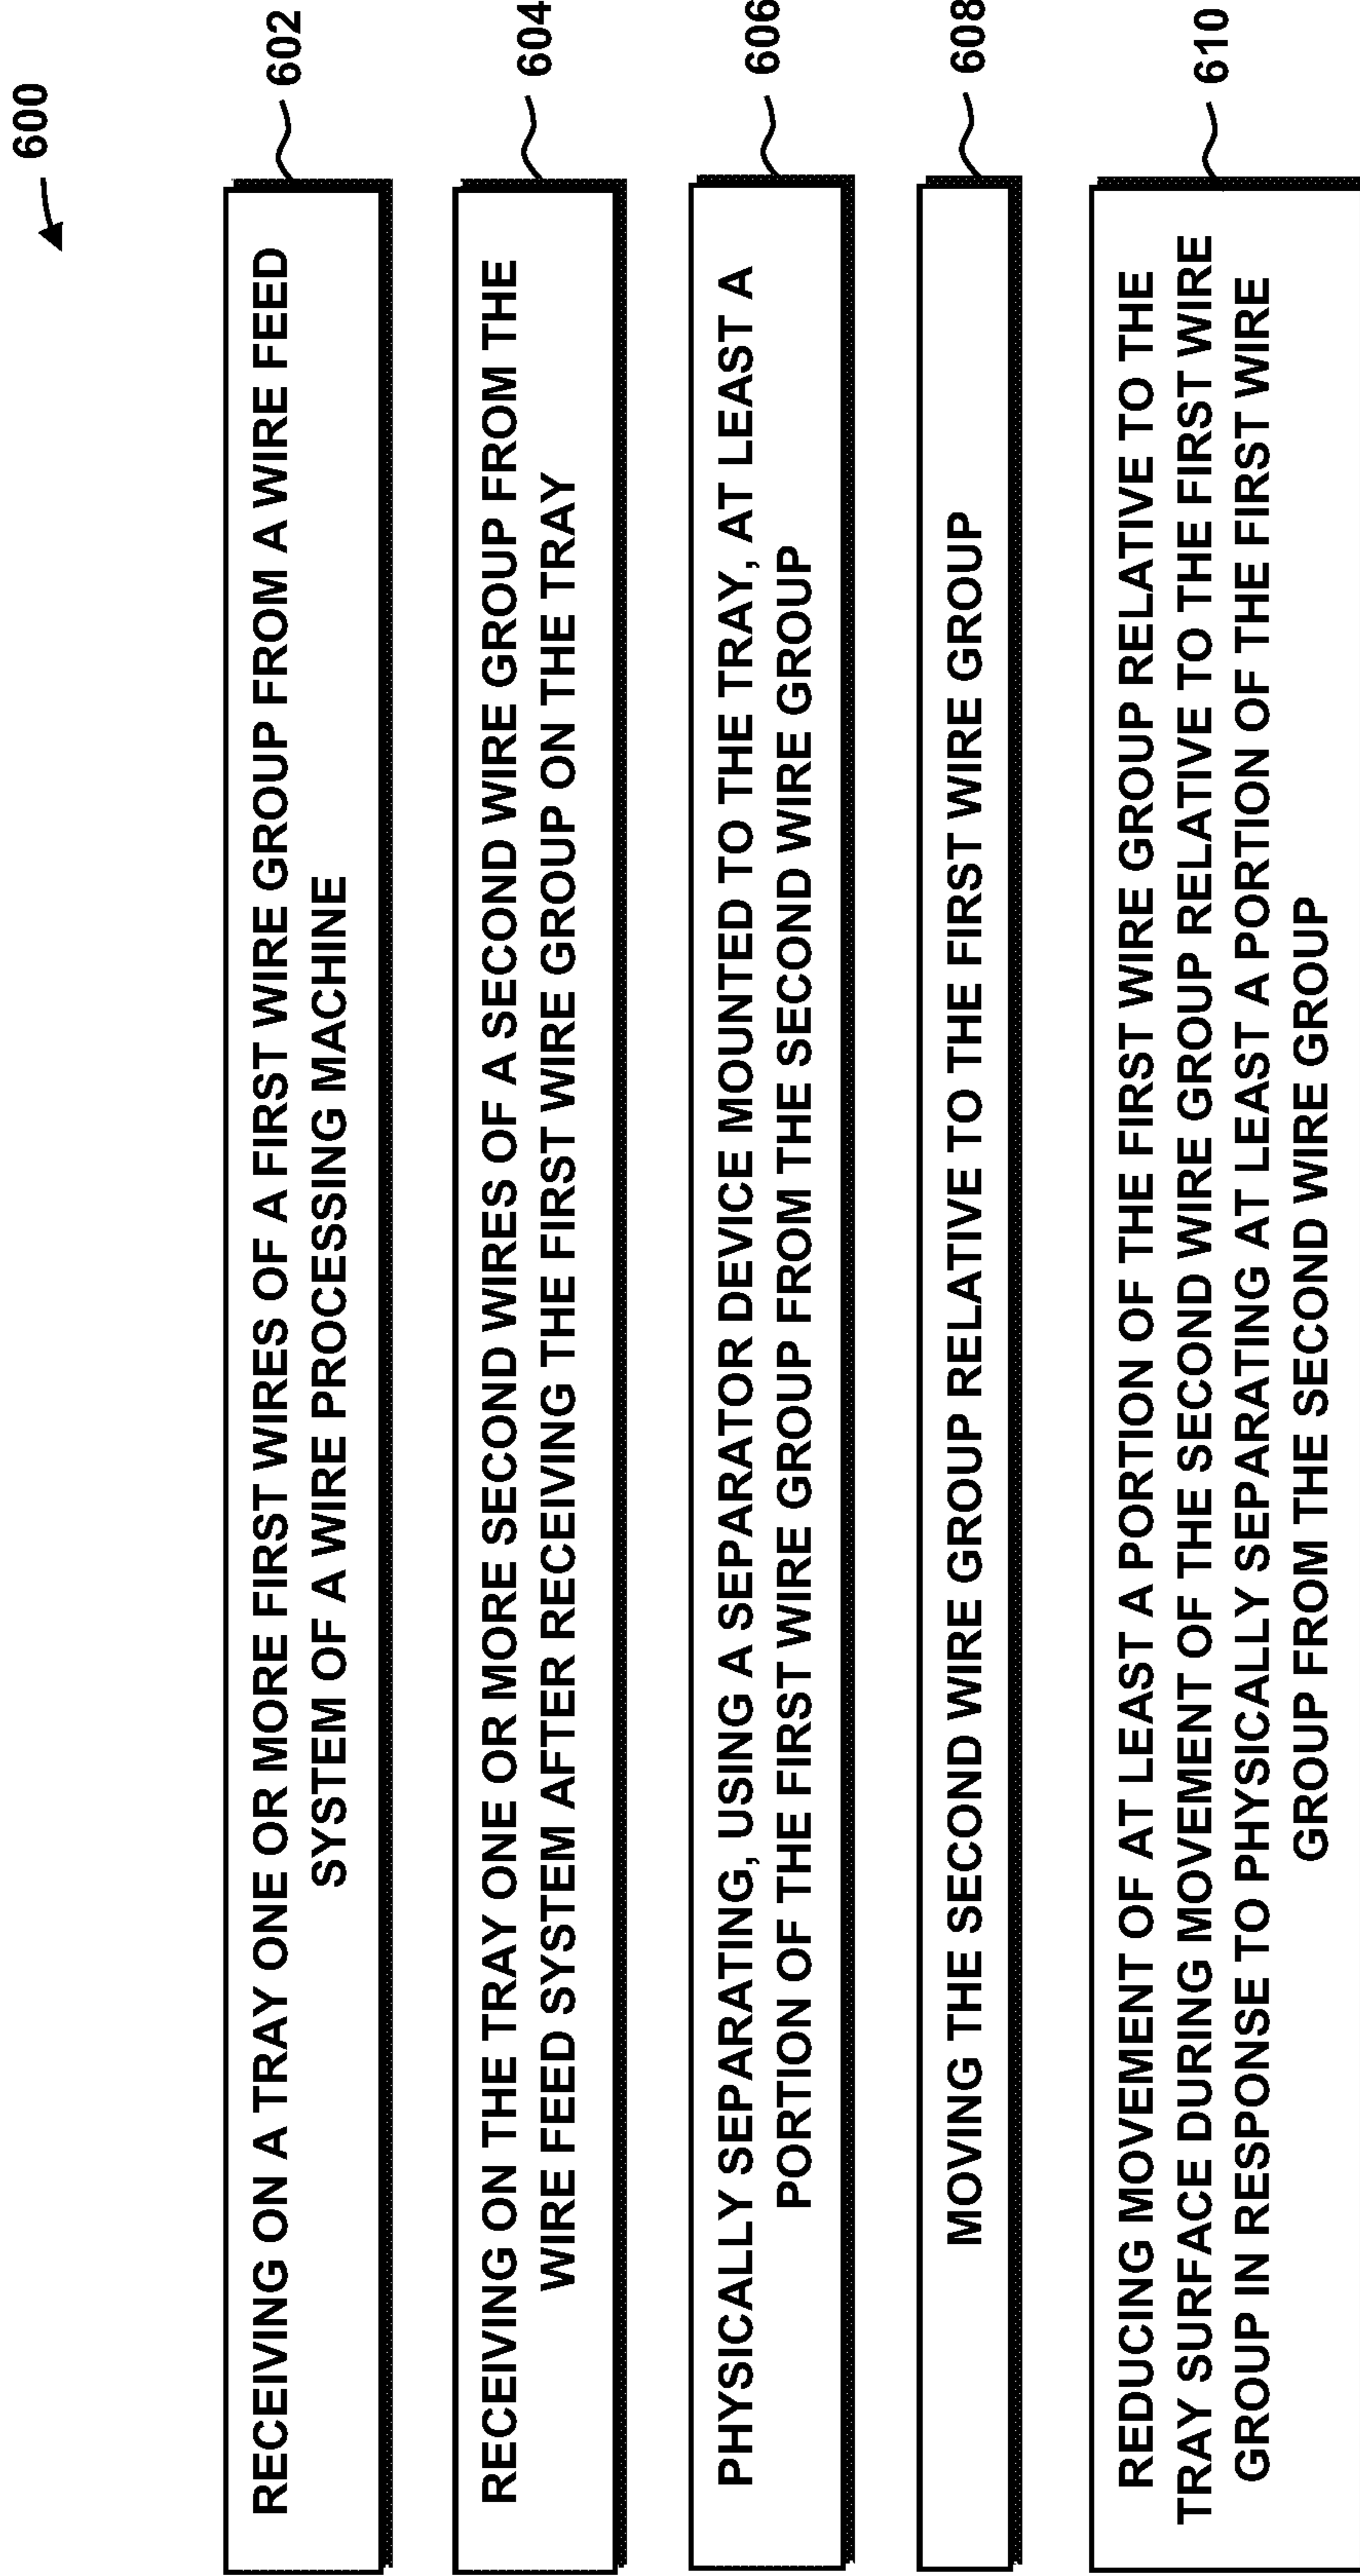 600
RECEIVING ON A TRAY ONE OR MORE FIRST WIRES OF A FIRST WIRE GROUP FROM A WIRE FEED
SYSTEM OF A WIRE PROCESSING MACHINE
602
RECEIVING ON THE TRAY ONE OR MORE SECOND WIRES OF A SECOND WIRE GROUP FROM THE
WIRE FEED SYSTEM AFTER RECEIVING THE FIRST WIRE GROUP ON THE TRAY
604
PHYSICALLY SEPARATING, USING A SEPARATOR DEVICE MOUNTED TO THE TRAY, AT LEAST A
PORTION OF THE FIRST WIRE GROUP FROM THE SECOND WIRE GROUP
606
MOVING THE SECOND WIRE GROUP RELATIVE TO THE FIRST WIRE GROUP
608
REDUCING MOVEMENT OF AT LEAST A PORTION OF THE FIRST WIRE GROUP RELATIVE TO THE
TRAY SURFACE DURING MOVEMENT OF THE SECOND WIRE GROUP RELATIVE TO THE FIRST WIRE
GROUP IN RESPONSE TO PHYSICALLY SEPARATING AT LEAST A PORTION OF THE FIRST WIRE
GROUP FROM THE SECOND WIRE GROUP
610